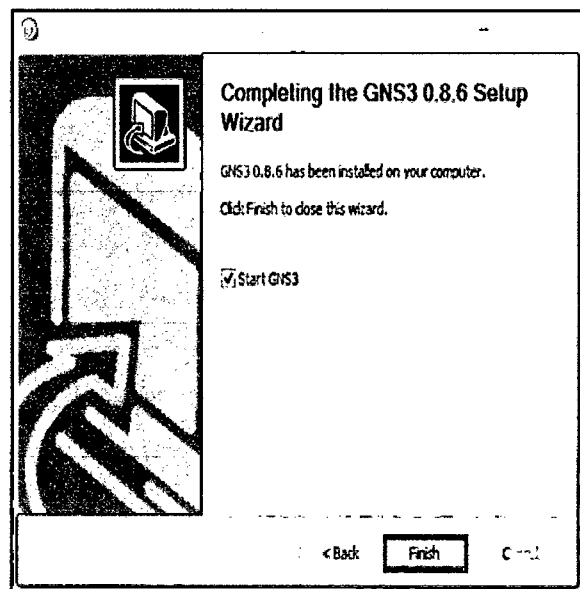 Completing the GNS3 0.8.6 Setup
Wizard
GNS3 0.8.6 has been installed on your computer.
Click Finish to close this wizard.
Start GNS3
< Back
Finish